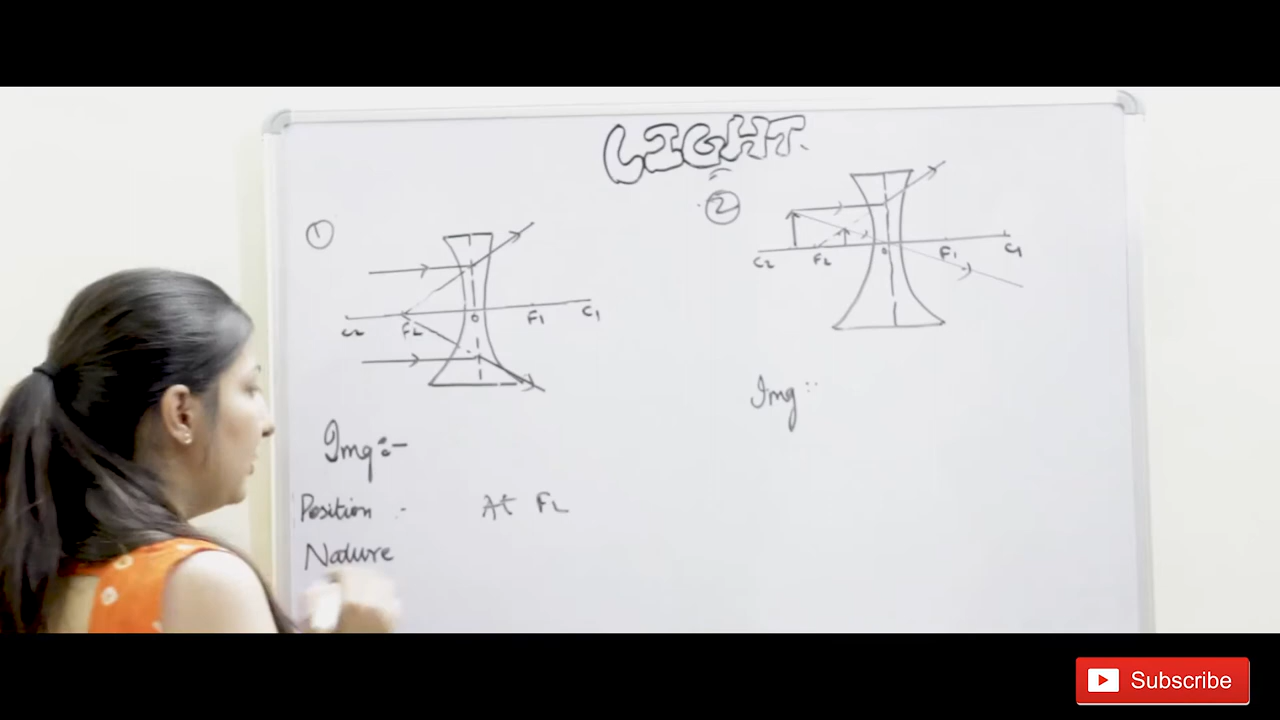 LIGHT.
①
C2 F2 O F1 C1
Img:-
Position :- At F2
Nature
②
C2 F2 O F1 C1
Img :
Subscribe